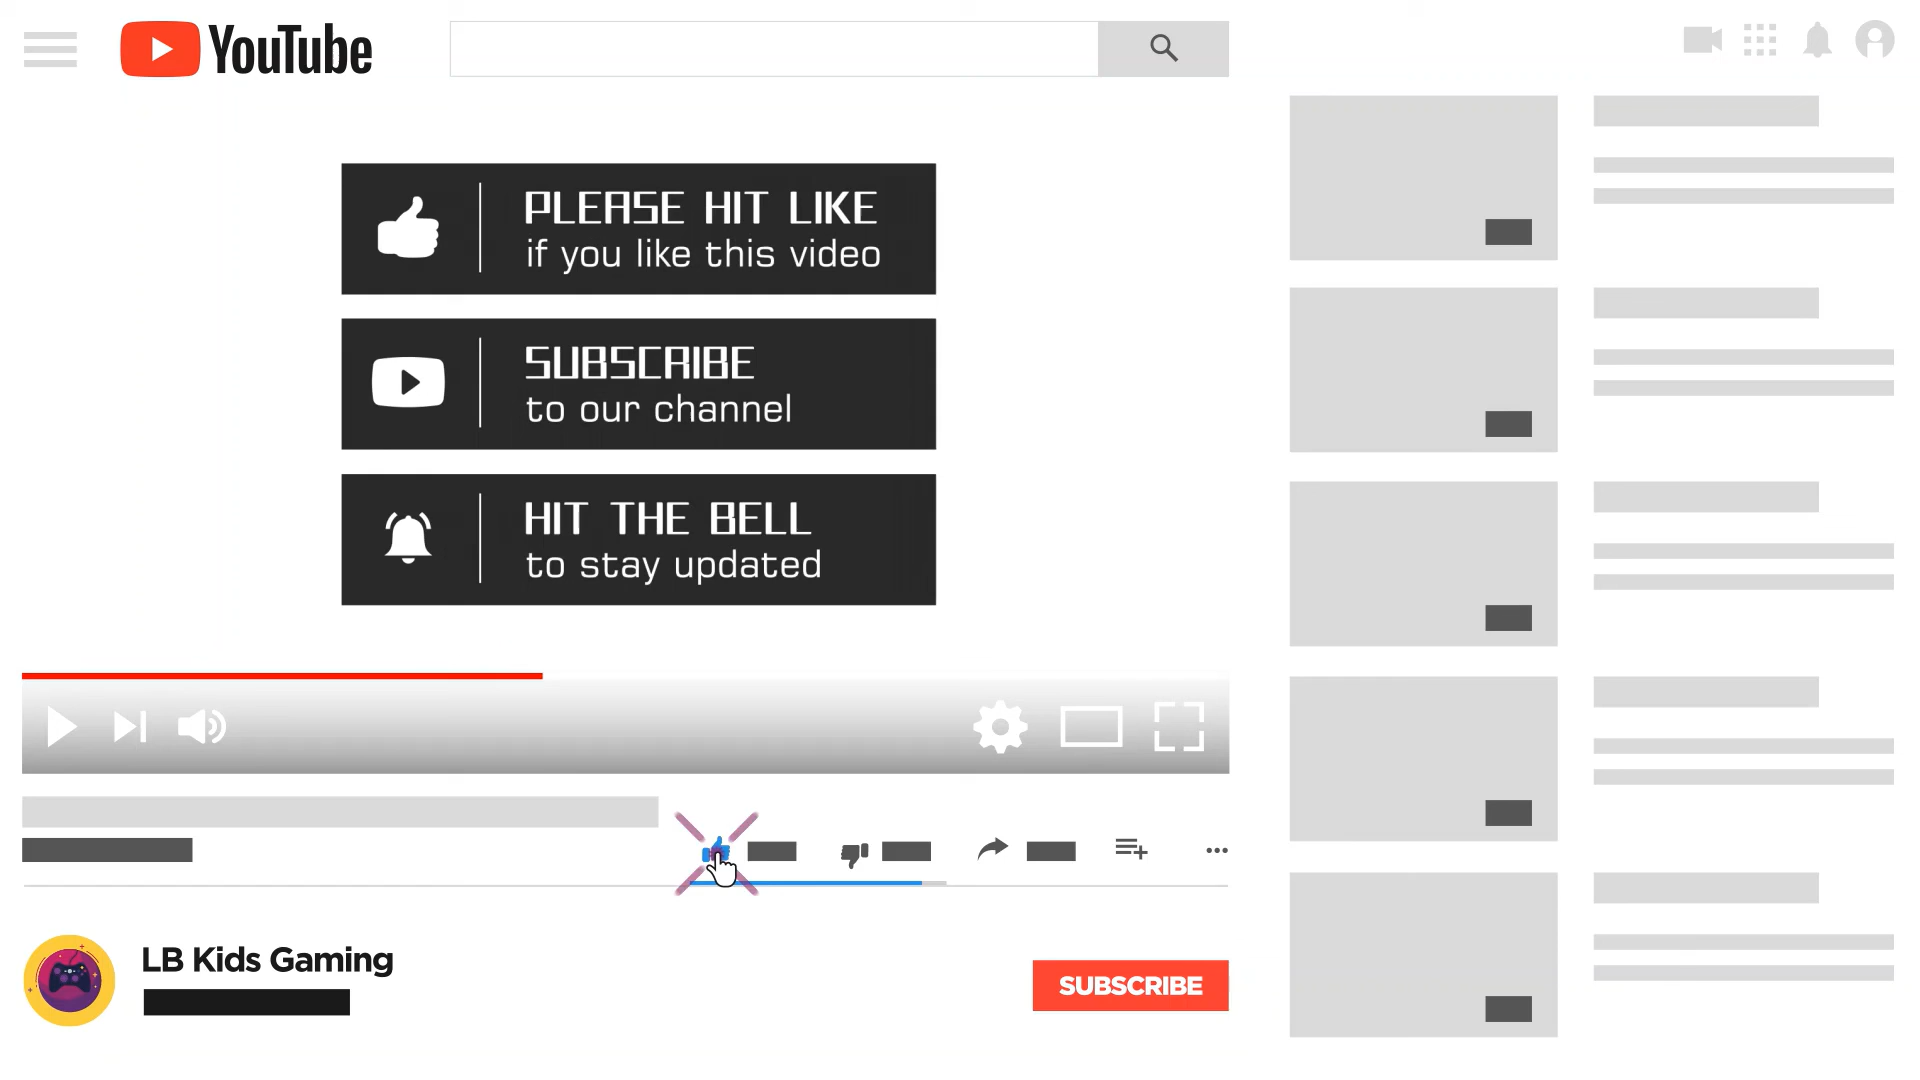 YouTube
PLEASE HIT LIKE
if you like this video
SUBSCRIBE
to our channel
HIT THE BELL
to stay updated
LB Kids Gaming
SUBSCRIBE